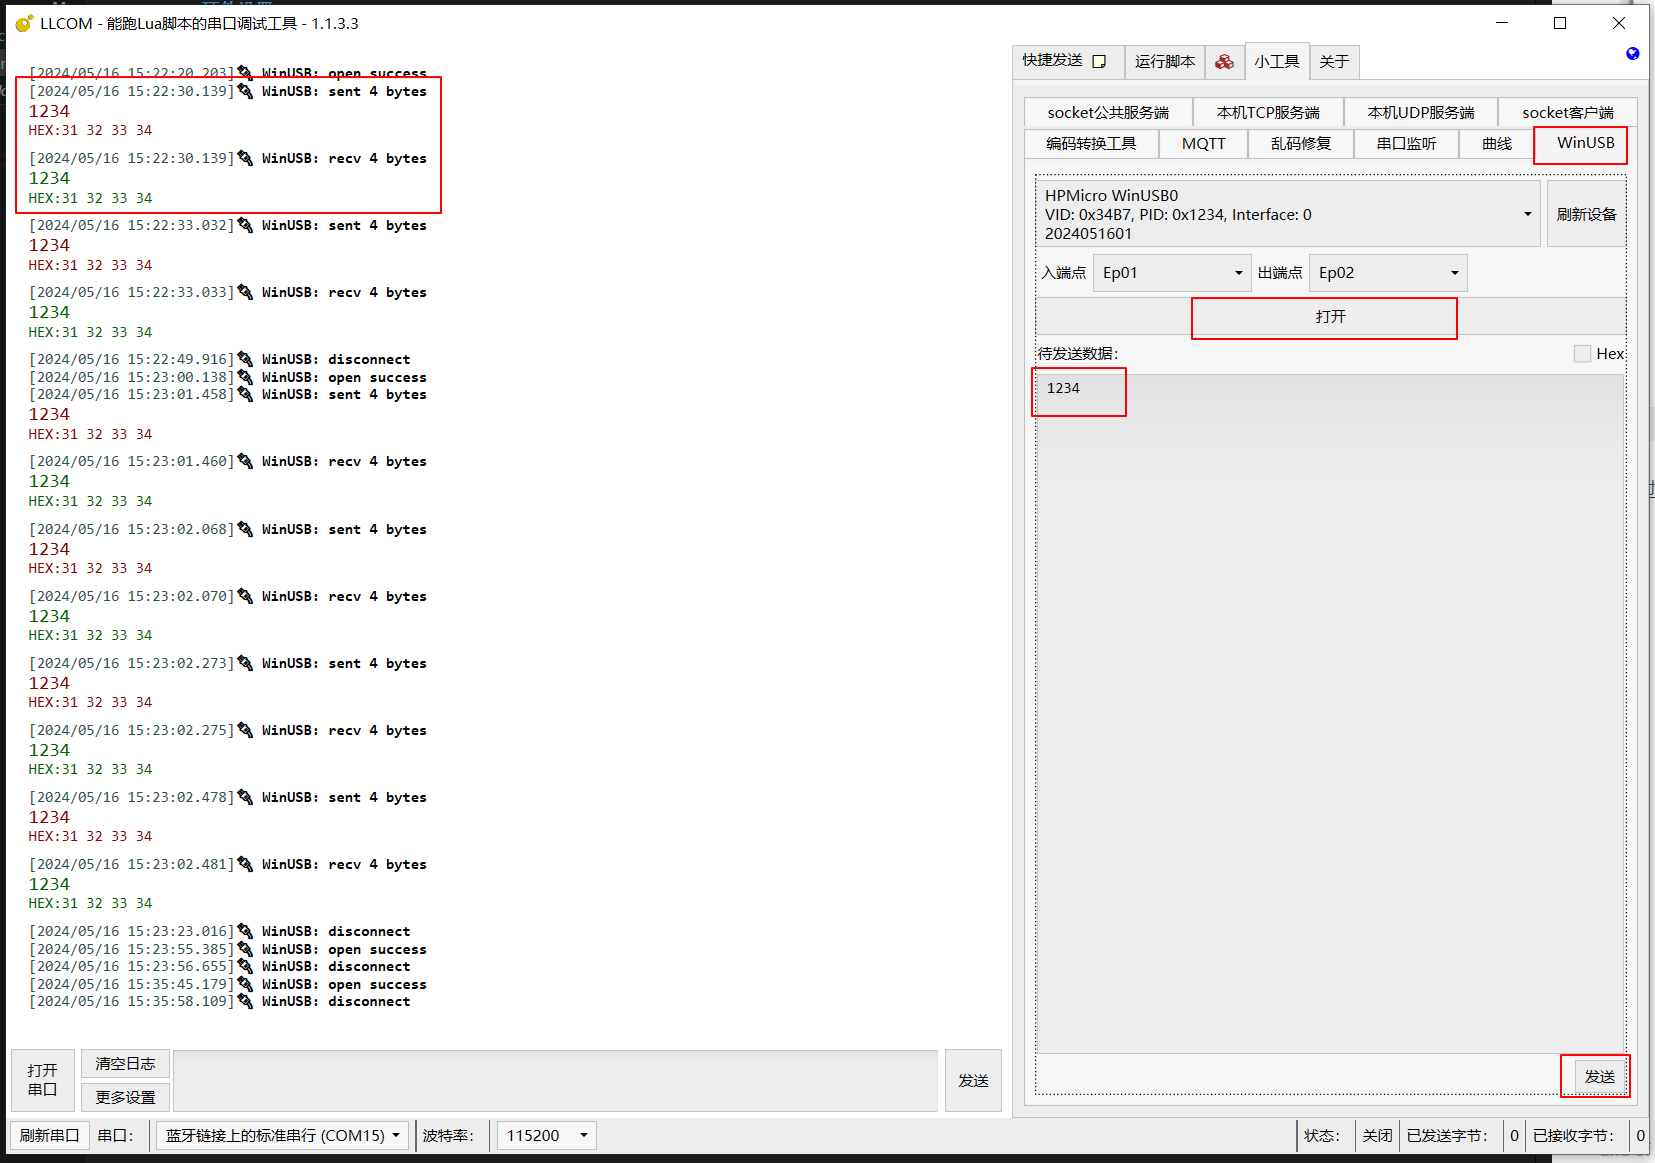 LLCOM - 能跑Lua脚本的串口调试工具 - 1.1.3.3
[2024/05/16 15:22:20.203] WinUSB: open success
[2024/05/16 15:22:30.139] WinUSB: sent 4 bytes
1234
HEX:31 32 33 34
[2024/05/16 15:22:30.139] WinUSB: recv 4 bytes
1234
HEX:31 32 33 34
[2024/05/16 15:22:33.032] WinUSB: sent 4 bytes
1234
HEX:31 32 33 34
[2024/05/16 15:22:33.033] WinUSB: recv 4 bytes
1234
HEX:31 32 33 34
[2024/05/16 15:22:49.916] WinUSB: disconnect
[2024/05/16 15:23:00.138] WinUSB: open success
[2024/05/16 15:23:01.458] WinUSB: sent 4 bytes
1234
HEX:31 32 33 34
[2024/05/16 15:23:01.460] WinUSB: recv 4 bytes
1234
HEX:31 32 33 34
[2024/05/16 15:23:02.068] WinUSB: sent 4 bytes
1234
HEX:31 32 33 34
[2024/05/16 15:23:02.070] WinUSB: recv 4 bytes
1234
HEX:31 32 33 34
[2024/05/16 15:23:02.273] WinUSB: sent 4 bytes
1234
HEX:31 32 33 34
[2024/05/16 15:23:02.275] WinUSB: recv 4 bytes
1234
HEX:31 32 33 34
[2024/05/16 15:23:02.478] WinUSB: sent 4 bytes
1234
HEX:31 32 33 34
[2024/05/16 15:23:02.481] WinUSB: recv 4 bytes
1234
HEX:31 32 33 34
[2024/05/16 15:23:23.016] WinUSB: disconnect
[2024/05/16 15:23:55.385] WinUSB: open success
[2024/05/16 15:23:56.655] WinUSB: disconnect
[2024/05/16 15:35:45.179] WinUSB: open success
[2024/05/16 15:35:58.109] WinUSB: disconnect
打开串口
清空日志
更多设置
发送
快捷发送 运行脚本 小工具 关于
socket公共服务端 本机TCP服务端 本机UDP服务端 socket客户端
编码转换工具 MQTT 乱码修复 串口监听 曲线 WinUSB
HPMicro WinUSB0
VID: 0x34B7, PID: 0x1234, Interface: 0
2024051601
刷新设备
入端点 Ep01 出端点 Ep02
打开
待发送数据: Hex
1234
发送
刷新串口 串口: 蓝牙链接上的标准串行 (COM15) 波特率: 115200 状态: 关闭 已发送字节: 0 已接收字节: 0